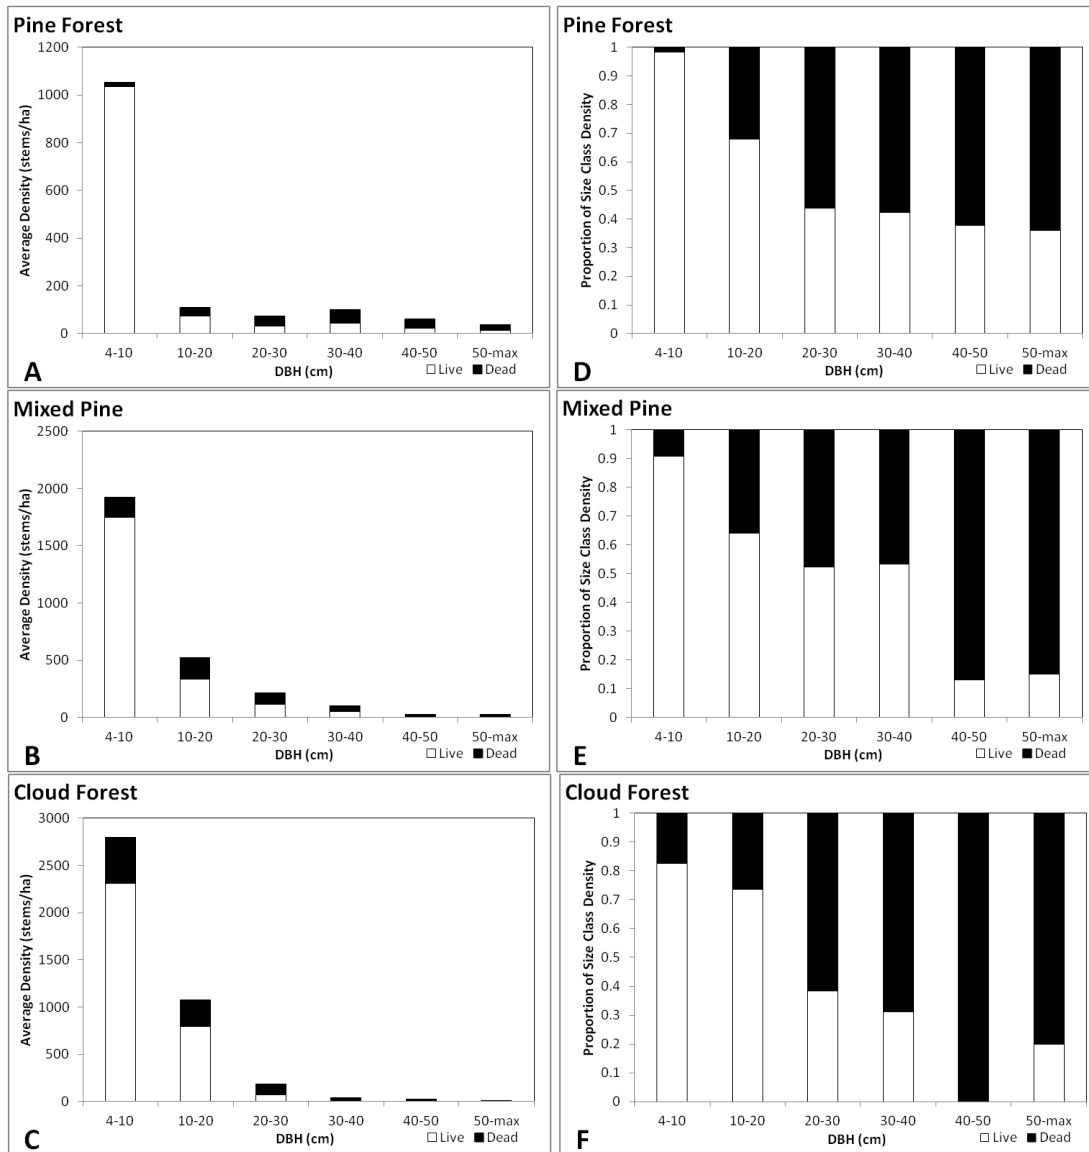 Pine Forest
1200
1000
800
600
400
200
0
Average Density (stems/ha)
4-10 10-20 20-30 30-40 40-50 50-max
DBH (cm)
A
Live Dead
Pine Forest
1
0.9
0.8
0.7
0.6
0.5
0.4
0.3
0.2
0.1
0
Proportion of Size Class Density
4-10 10-20 20-30 30-40 40-50 50-max
DBH (cm)
D
Live Dead
Mixed Pine
2500
2000
1500
1000
500
0
Average Density (stems/ha)
4-10 10-20 20-30 30-40 40-50 50-max
DBH (cm)
B
Live Dead
Mixed Pine
1
0.9
0.8
0.7
0.6
0.5
0.4
0.3
0.2
0.1
0
Proportion of Size Class Density
4-10 10-20 20-30 30-40 40-50 50-max
DBH (cm)
E
Live Dead
Cloud Forest
3000
2500
2000
1500
1000
500
0
Average Density (stems/ha)
4-10 10-20 20-30 30-40 40-50 50-max
DBH (cm)
C
Live Dead
Cloud Forest
1
0.9
0.8
0.7
0.6
0.5
0.4
0.3
0.2
0.1
0
Proportion of Size Class Density
4-10 10-20 20-30 30-40 40-50 50-max
DBH (cm)
F
Live Dead